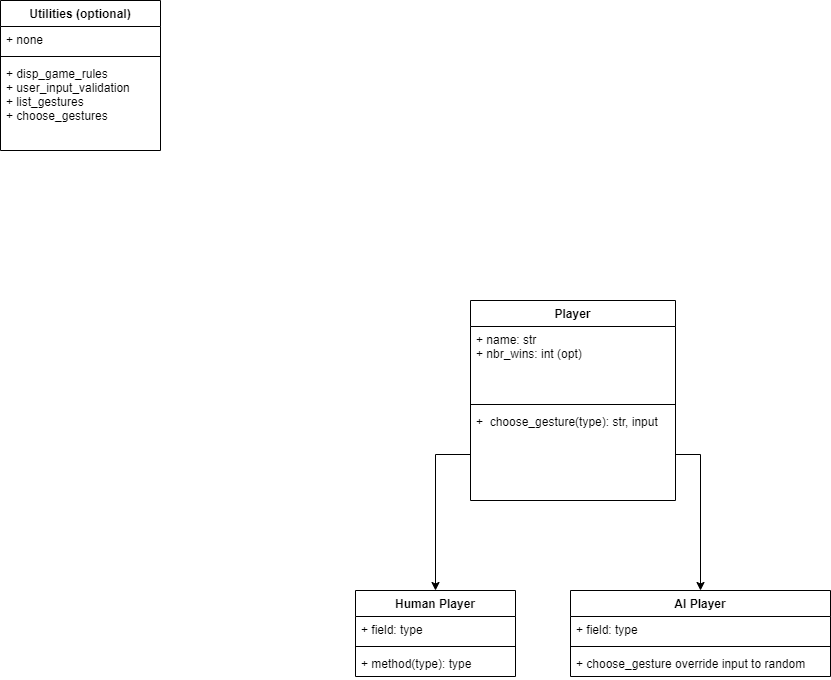 Utilities (optional)
+ none
+ disp_game_rules
+ user_input_validation
+ list_gestures
+ choose_gestures
Player
+ name: str
+ nbr_wins: int (opt)
+ choose_gesture(type): str, input
Human Player
+ field: type
+ method(type): type
AI Player
+ field: type
+ choose_gesture override input to random